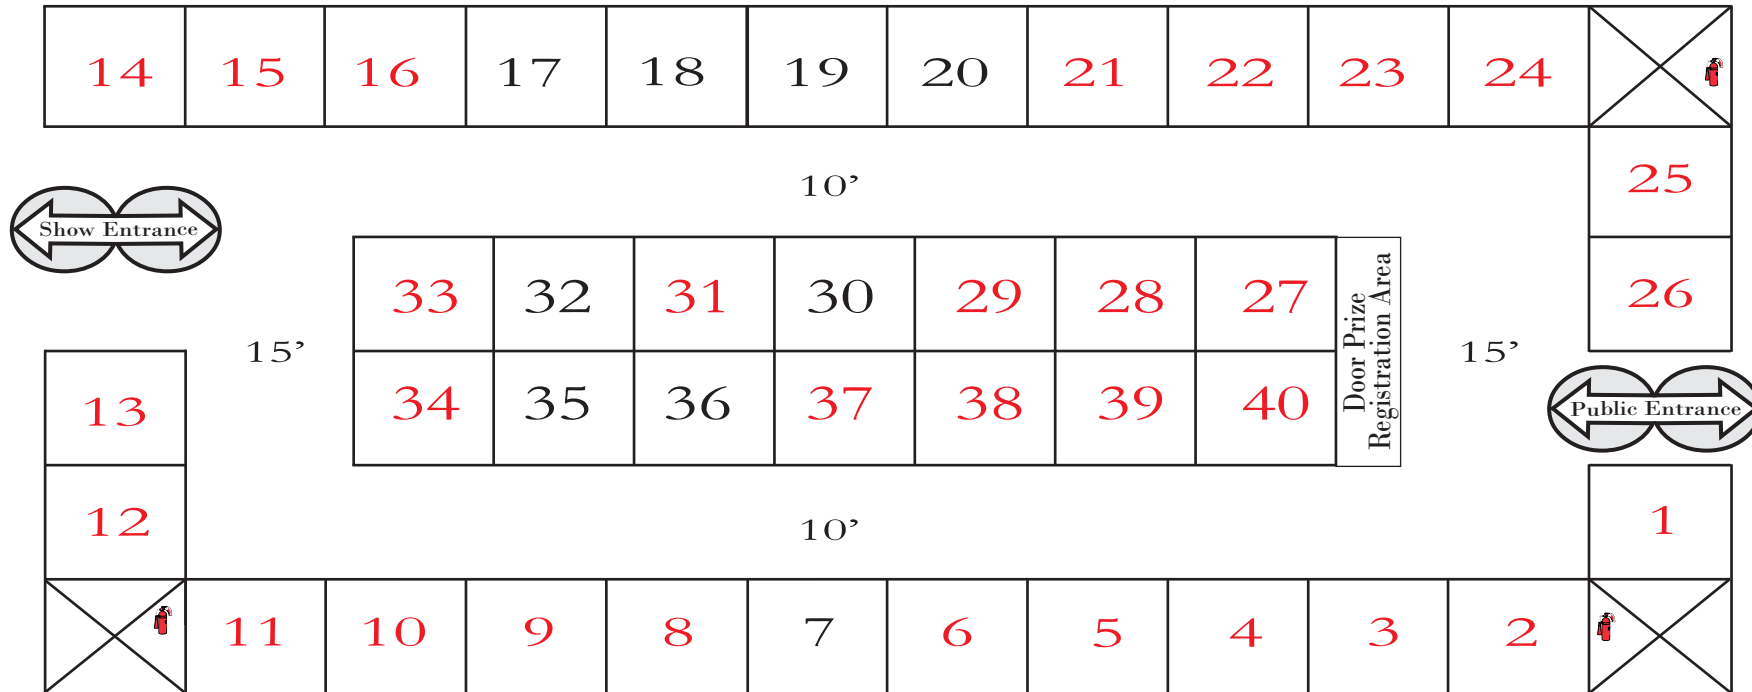 14 15 16 17 18 19 20 21 22 23 24
10’
25
Show Entrance
33 32 31 30 29 28 27
26
Door Prize
Registration Area
15’
15’
13
34 35 36 37 38 39 40
Public Entrance
12
10’
1
11 10 9 8 7 6 5 4 3 2